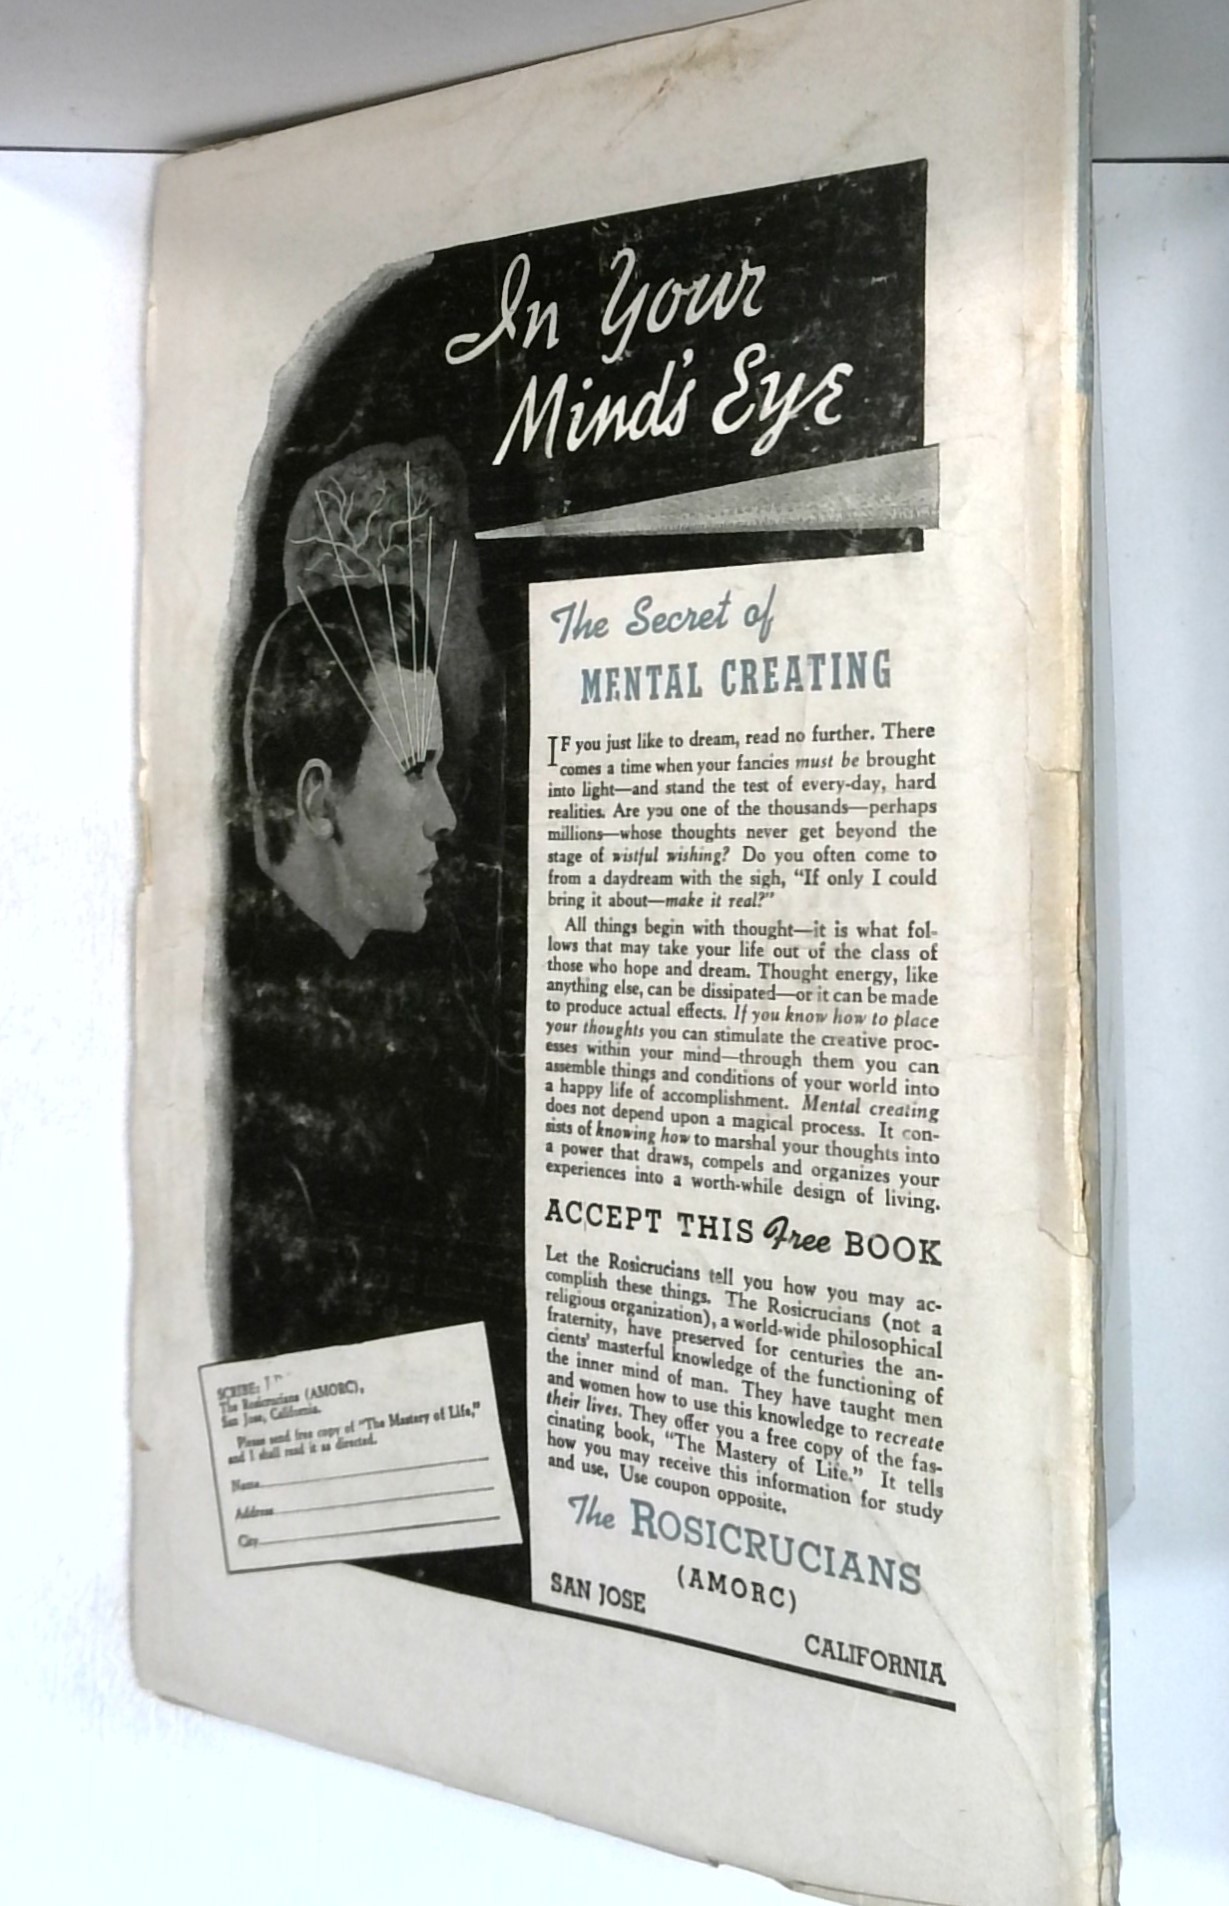 In Your
Mind's Eye
The Secret of
MENTAL CREATING
IF you just like to dream, read no further. There
comes a time when your fancies must be brought
into light—and stand the test of every-day, hard
realities. Are you one of the thousands—perhaps
millions—whose thoughts never get beyond the
stage of wistful wishing? Do you often come to
from a daydream with the sigh, "If only I could
bring it about—make it real?"
All things begin with thought—it is what fol-
lows that may take your life out of the class of
those who hope and dream. Thought energy, like
anything else, can be dissipated—or it can be made
to produce actual effects. If you know how to place
your thoughts you can stimulate the creative proc-
esses within your mind—through them you can
assemble things and conditions of your world into
a happy life of accomplishment. Mental creating
does not depend upon a magical process. It con-
sists of knowing how to marshal your thoughts into
a power that draws, compels and organizes your
experiences into a worth-while design of living.
ACCEPT THIS Free BOOK
Let the Rosicrucians tell you how you may ac-
complish these things. The Rosicrucians (not a
religious organization), a world-wide philosophical
fraternity, have preserved for centuries the an-
cients' masterful knowledge of the functioning of
the inner mind of man. They have taught men
and women how to use this knowledge to recreate
their lives. They offer you a free copy of the fas-
cinating book, "The Mastery of Life." It tells
how you may receive this information for study
and use. Use coupon opposite.
The ROSICRUCIANS
(AMORC)
SAN JOSE
CALIFORNIA
SCRIBE:
The Rosicrucians (AMORC),
San Jose, California.
Please send free copy of "The Mastery of Life,"
and I shall read it as directed.
Name
Address
City